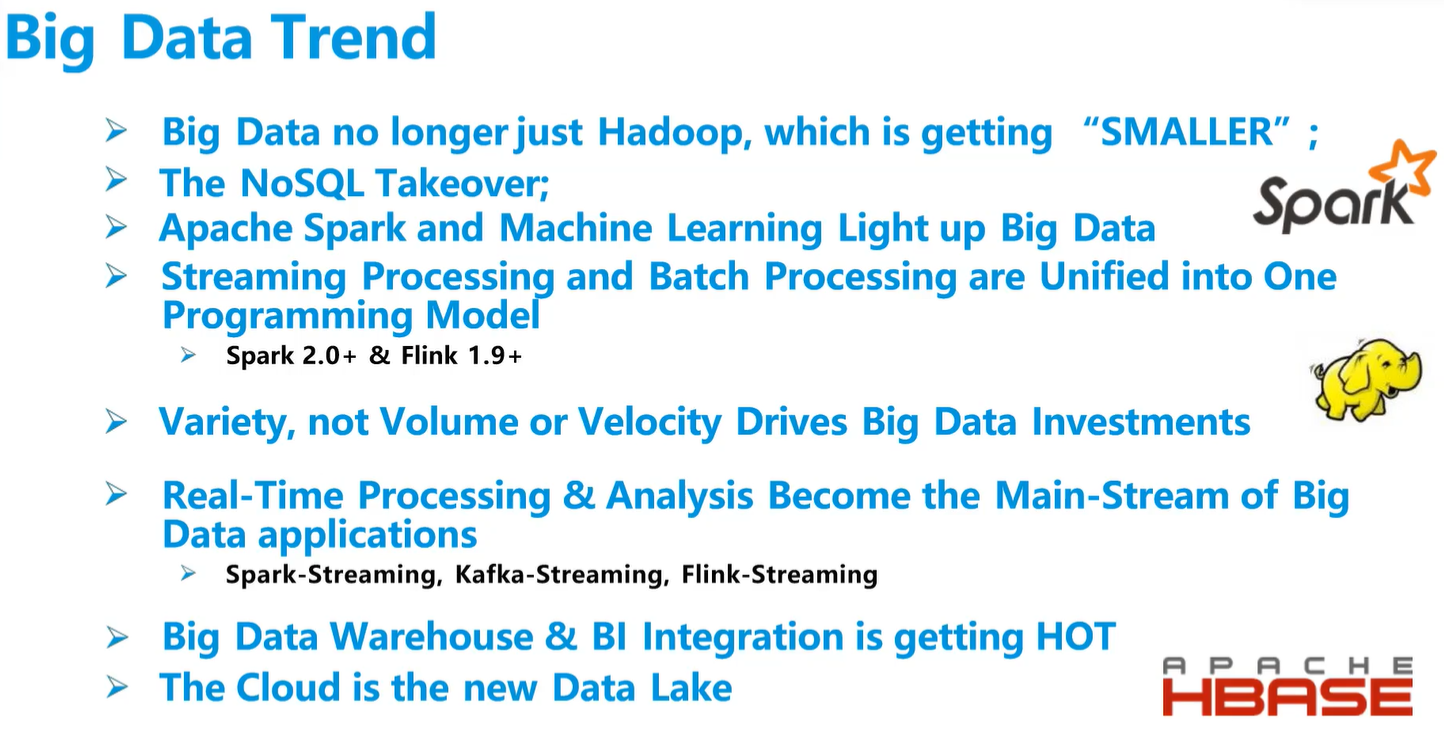 Big Data Trend
➢ Big Data no longer just Hadoop, which is getting “SMALLER” ;
➢ The NoSQL Takeover;
➢ Apache Spark and Machine Learning Light up Big Data
Spark
➢ Streaming Processing and Batch Processing are Unified into One
Programming Model
➢ Spark 2.0+ & Flink 1.9+
➢ Variety, not Volume or Velocity Drives Big Data Investments
➢ Real-Time Processing & Analysis Become the Main-Stream of Big
Data applications
➢ Spark-Streaming, Kafka-Streaming, Flink-Streaming
➢ Big Data Warehouse & BI Integration is getting HOT
➢ The Cloud is the new Data Lake
APACHE
HBASE